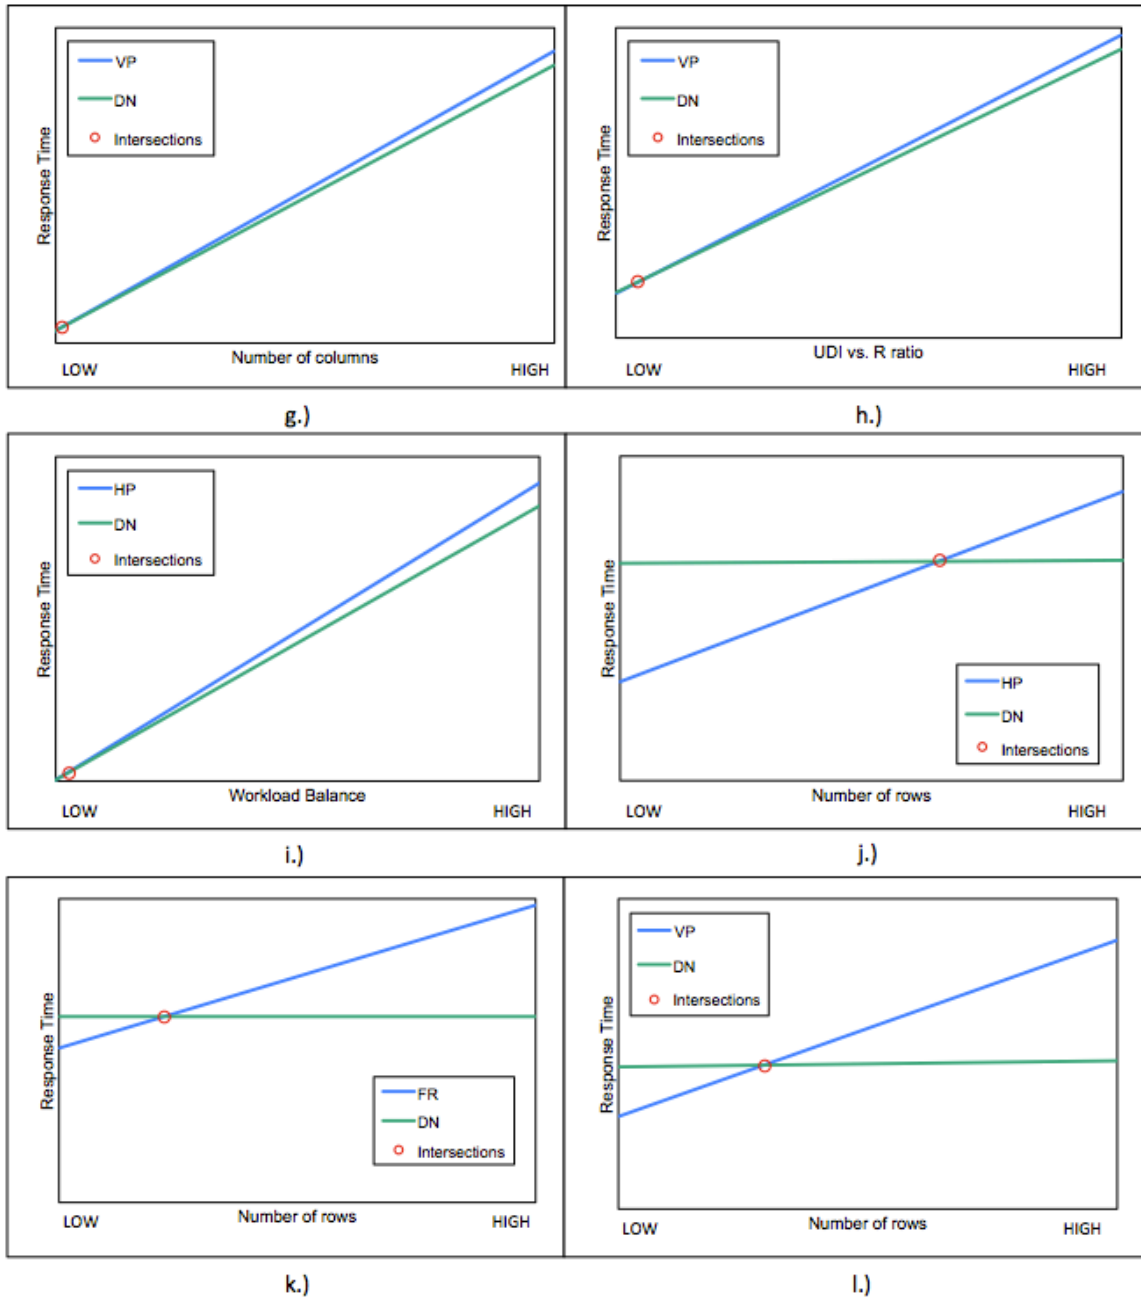 VP
DN
Intersections
Response Time
Number of columns
LOW
HIGH
g.)
VP
DN
Intersections
Response Time
UDI vs. R ratio
LOW
HIGH
h.)
HP
DN
Intersections
Response Time
Workload Balance
LOW
HIGH
i.)
HP
DN
Intersections
Response Time
Number of rows
LOW
HIGH
j.)
FR
DN
Intersections
Response Time
Number of rows
LOW
HIGH
k.)
VP
DN
Intersections
Response Time
Number of rows
LOW
HIGH
l.)